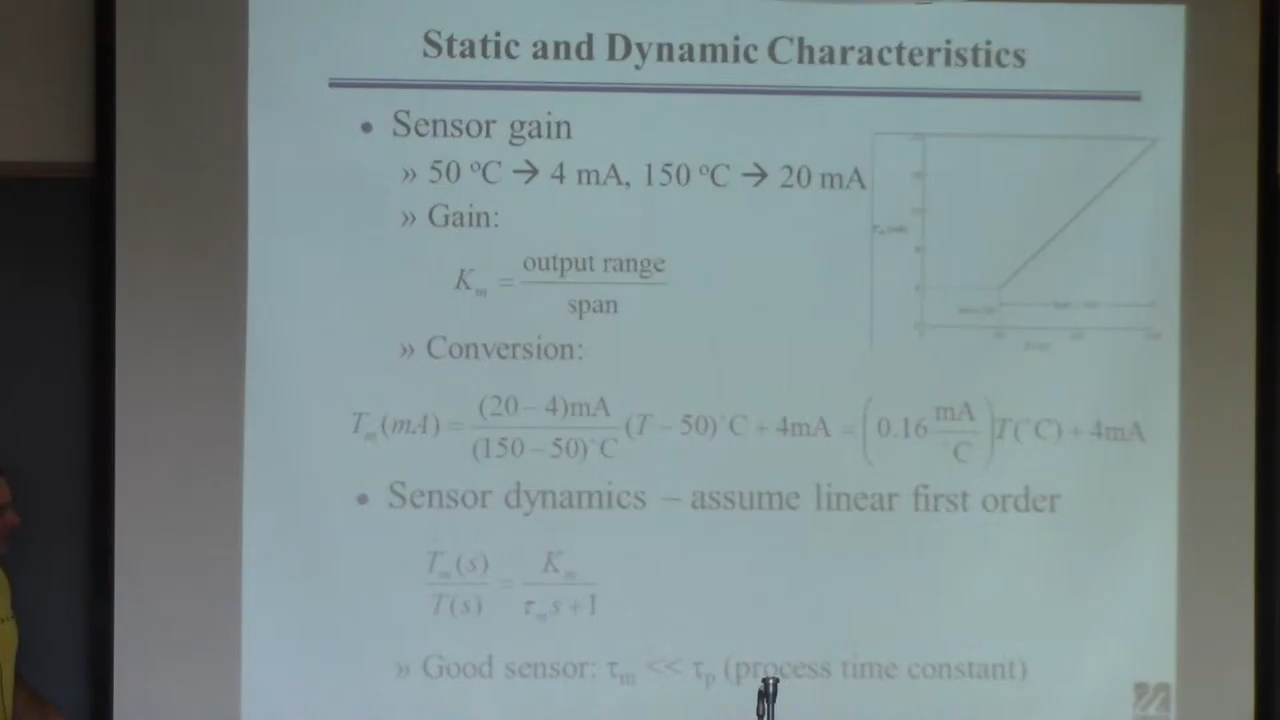 Static and Dynamic Characteristics
• Sensor gain
» 50 °C → 4 mA, 150 °C → 20 mA
» Gain:
K_m = output range / span
» Conversion:
T_m(mA) = (20 – 4)mA / (150 – 50)°C (T – 50)°C + 4mA = (0.16 mA / °C) T(°C) + 4mA
• Sensor dynamics – assume linear first order
T_m(s) / T(s) = K_m / τ_m s + 1
» Good sensor: τ_m << τ_p (process time constant)